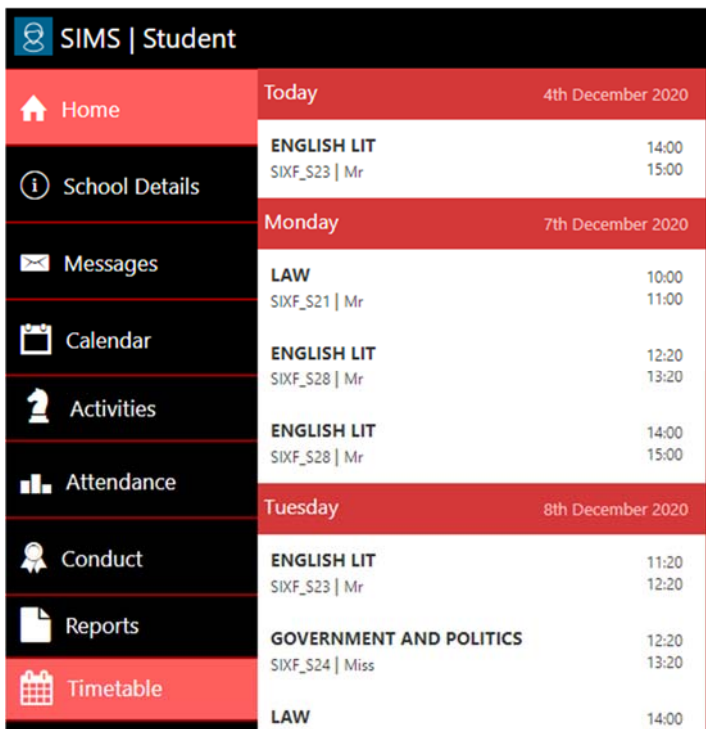 SIMS | Student
Home
School Details
Messages
Calendar
Activities
Attendance
Conduct
Reports
Timetable
Today 4th December 2020
ENGLISH LIT 14:00
SIXF_S23 | Mr 15:00
Monday 7th December 2020
LAW 10:00
SIXF_S21 | Mr 11:00
ENGLISH LIT 12:20
SIXF_S28 | Mr 13:20
ENGLISH LIT 14:00
SIXF_S28 | Mr 15:00
Tuesday 8th December 2020
ENGLISH LIT 11:20
SIXF_S23 | Mr 12:20
GOVERNMENT AND POLITICS 12:20
SIXF_S24 | Miss 13:20
LAW 14:00